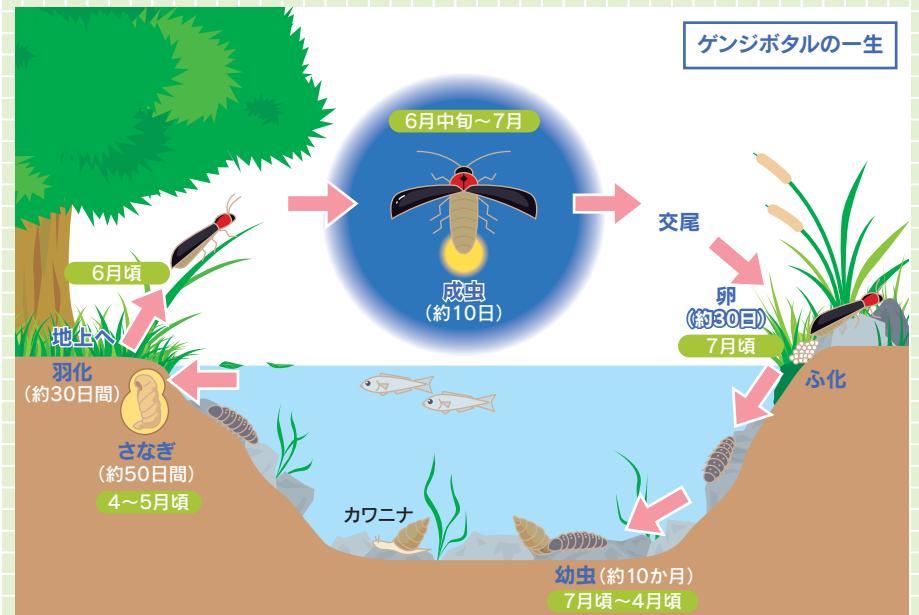 ゲンジボタルの一生
6月中旬～7月
成虫
(約10日)
交尾
卵
(約30日)
7月頃
ふ化
幼虫(約10か月)
7月頃～4月頃
カワニナ
さなぎ
(約50日間)
4～5月頃
羽化
(約30日間)
地上へ
6月頃